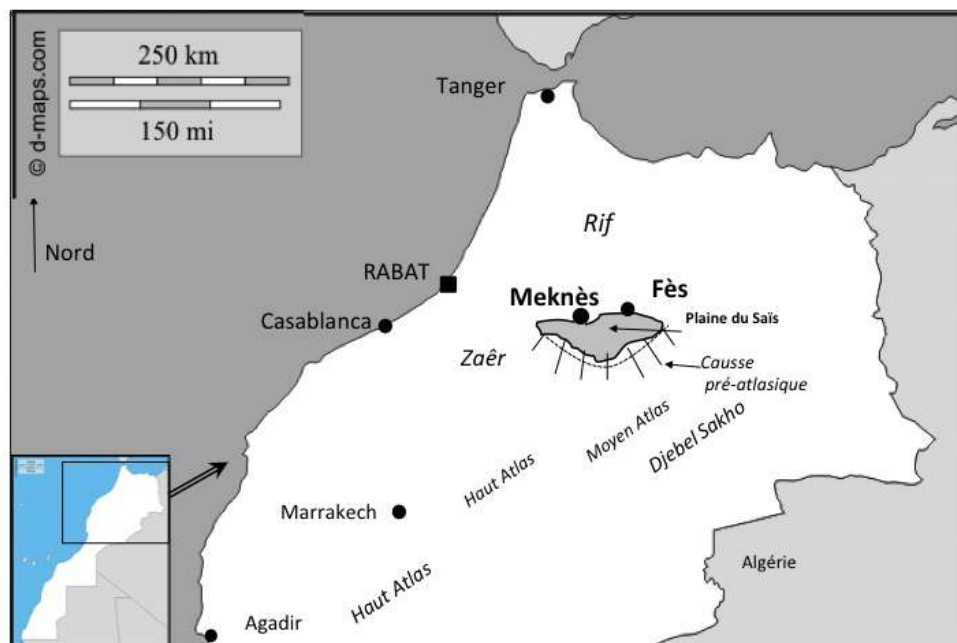 © d-maps.com
250 km
150 mi
Nord
Tanger
Rif
RABAT
Meknès
Fès
Casablanca
Plaine du Saïs
Zaêr
Causse
pré-atlasique
Moyen Atlas
Djebel Sakho
Haut Atlas
Marrakech
Haut Atlas
Algérie
Agadir